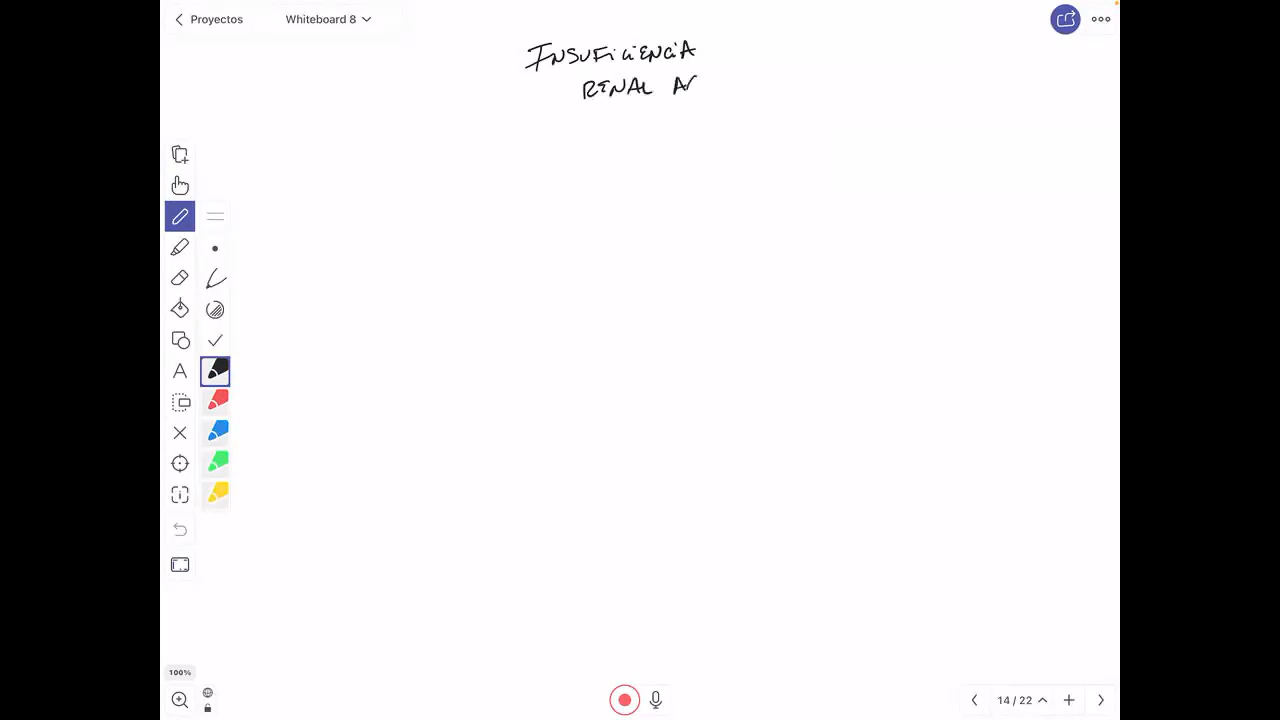 Proyectos
Whiteboard 8
INSUFiciENCiA
RENAL
A
100%
14 / 22